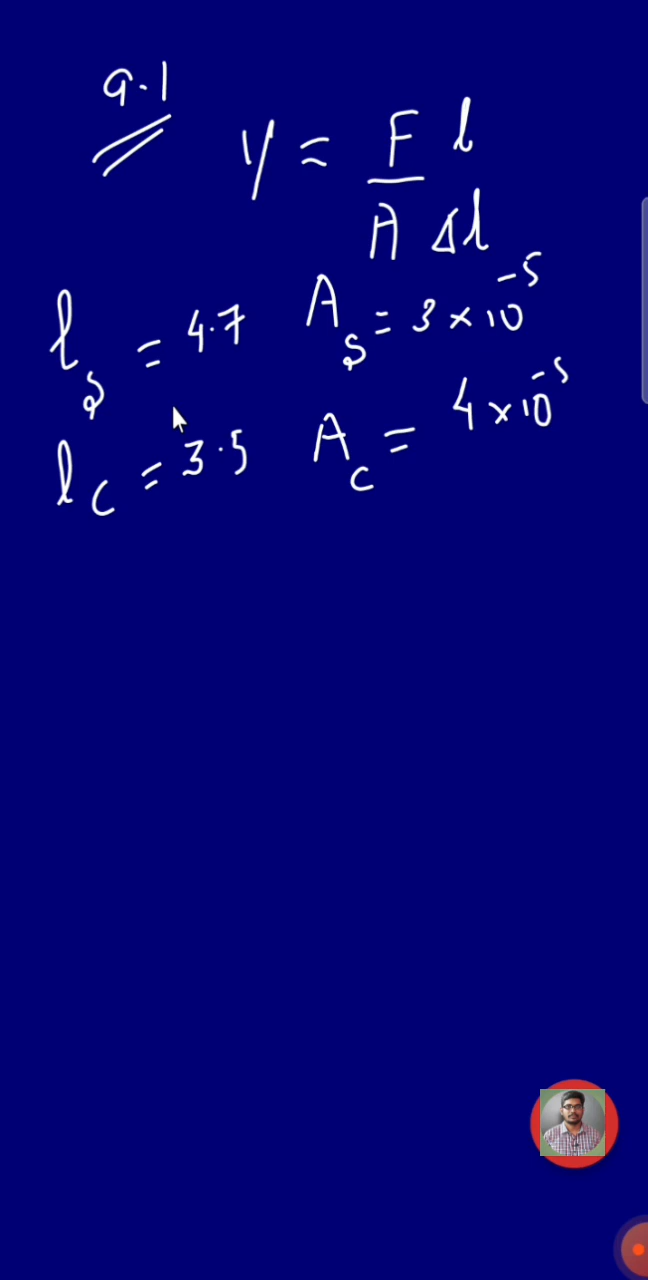 9.1
Y = F l / A Δl
l_s = 4.7 A_s = 3 × 10^-5
l_c = 3.5 A_c = 4 × 10^-5